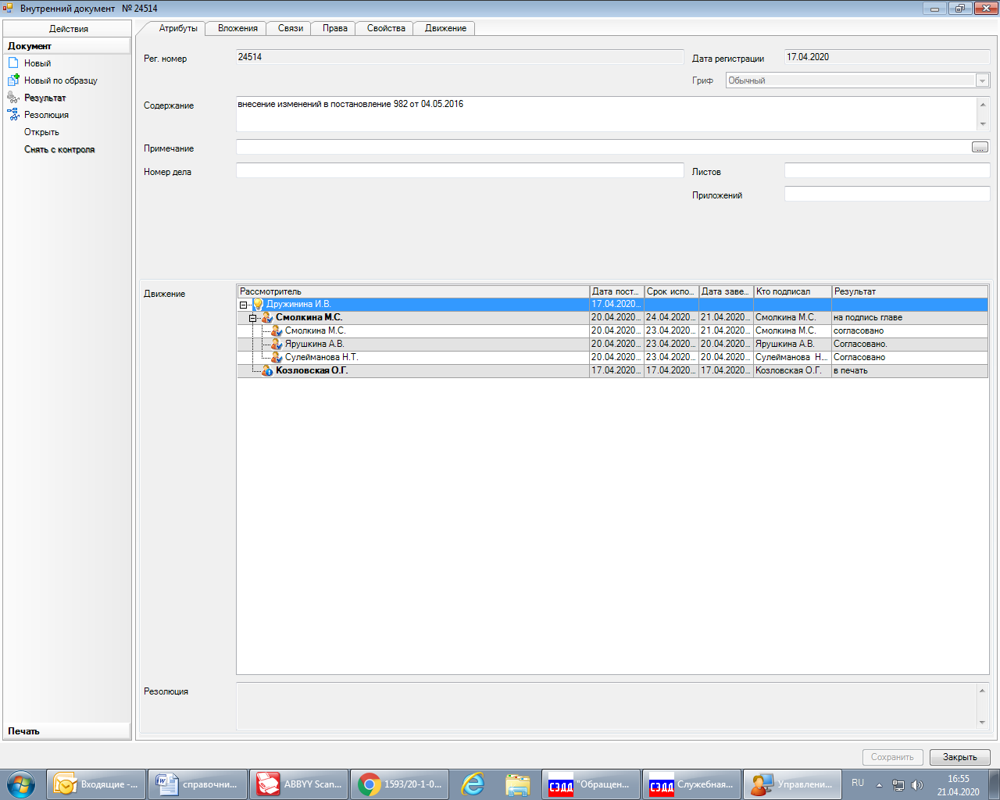 Внутренний документ № 24514
Действия
Документ
Новый
Новый по образцу
Результат
Резолюция
Открыть
Снять с контроля
Печать
Атрибуты Вложения Связи Права Свойства Движение
Рег. номер 24514 Дата регистрации 17.04.2020
Гриф Обычный
Содержание внесение изменений в постановление 982 от 04.05.2016
Примечание ...
Номер дела Листов
Приложений
Движение
Рассмотритель Дата пост... Срок испо... Дата заве... Кто подписал Результат
Дружинина И.В. 17.04.2020...
Смолкина М.С. 20.04.2020... 24.04.2020... 21.04.2020... Смолкина М.С. на подпись главе
Смолкина М.С. 20.04.2020... 23.04.2020... 21.04.2020... Смолкина М.С. согласовано
Ярушкина А.В. 20.04.2020... 23.04.2020... 20.04.2020... Ярушкина А.В. Согласовано.
Сулейманова Н.Т. 20.04.2020... 23.04.2020... 20.04.2020... Сулейманова Н.... Согласовано
Козловская О.Г. 17.04.2020... 17.04.2020... 17.04.2020... Козловская О.Г. в печать
Резолюция
Сохранить Закрыть
Входящие -... справочни... ABBYY Scan... 1593/20-1-0... СЭДД "Обращен... СЭДД Служебная... Управлени... RU 16:55
21.04.2020